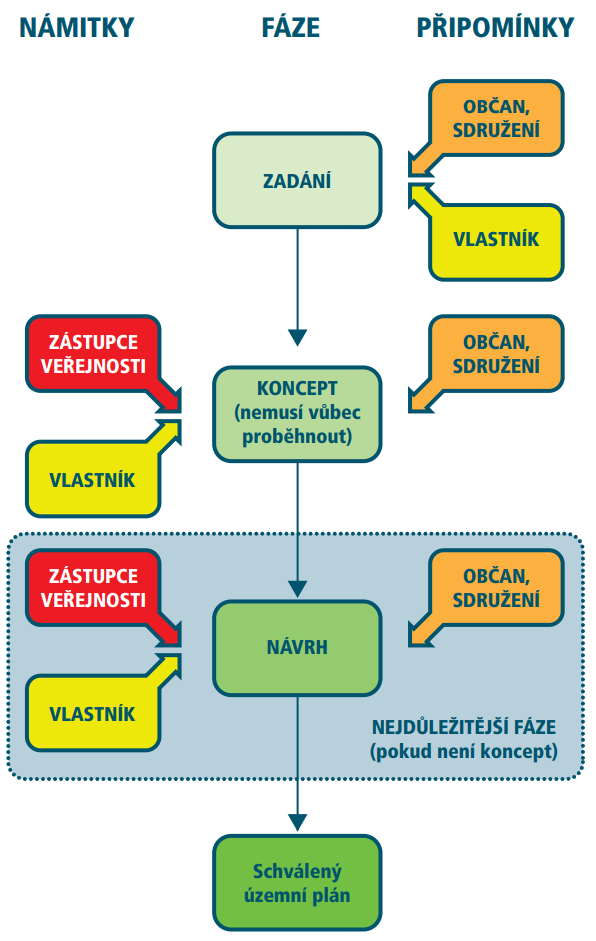 NÁMITKY
FÁZE
PŘIPOMÍNKY
OBČAN,
SDRUŽENÍ
ZADÁNÍ
VLASTNÍK
ZÁSTUPCE
VEŘEJNOSTI
OBČAN,
SDRUŽENÍ
KONCEPT
(nemusí vůbec
proběhnout)
VLASTNÍK
ZÁSTUPCE
VEŘEJNOSTI
OBČAN,
SDRUŽENÍ
NÁVRH
VLASTNÍK
NEJDŮLEŽITĚJŠÍ FÁZE
(pokud není koncept)
Schválený
územní plán